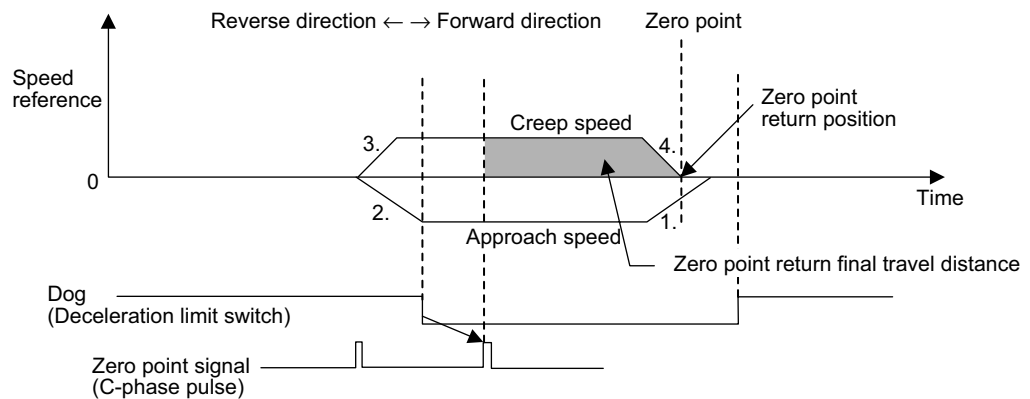 Reverse direction ← → Forward direction
Zero point
Speed
reference
Zero point
return position
Creep speed
3.
4.
0
Time
2.
1.
Approach speed
Zero point return final travel distance
Dog
(Deceleration limit switch)
Zero point signal
(C-phase pulse)